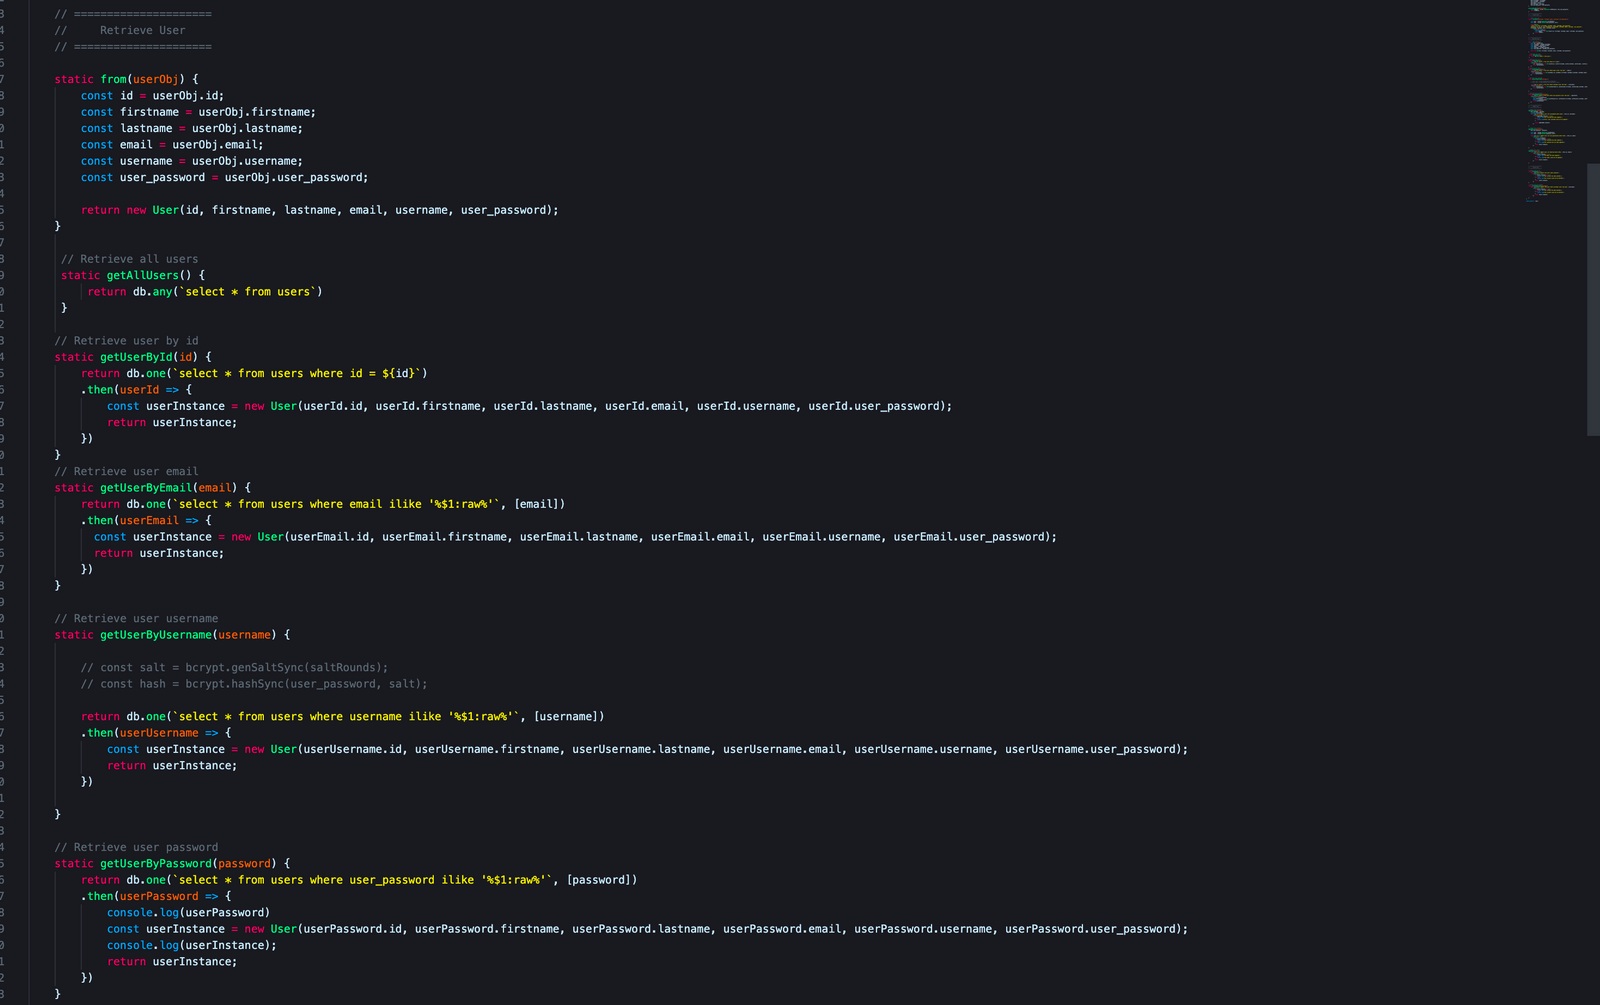 // =====================
//     Retrieve User
// =====================
static from(userObj) {
    const id = userObj.id;
    const firstname = userObj.firstname;
    const lastname = userObj.lastname;
    const email = userObj.email;
    const username = userObj.username;
    const user_password = userObj.user_password;
    return new User(id, firstname, lastname, email, username, user_password);
}
 // Retrieve all users
 static getAllUsers() {
     return db.any(`select * from users`)
 }
// Retrieve user by id
static getUserById(id) {
    return db.one(`select * from users where id = ${id}`)
    .then(userId => {
        const userInstance = new User(userId.id, userId.firstname, userId.lastname, userId.email, userId.username, userId.user_password);
        return userInstance;
    })
}
// Retrieve user email
static getUserByEmail(email) {
    return db.one(`select * from users where email ilike '%$1:raw%'`, [email])
    .then(userEmail => {
      const userInstance = new User(userEmail.id, userEmail.firstname, userEmail.lastname, userEmail.email, userEmail.username, userEmail.user_password);
      return userInstance;
    })
}
// Retrieve user username
static getUserByUsername(username) {
    // const salt = bcrypt.genSaltSync(saltRounds);
    // const hash = bcrypt.hashSync(user_password, salt);
    return db.one(`select * from users where username ilike '%$1:raw%'`, [username])
    .then(userUsername => {
        const userInstance = new User(userUsername.id, userUsername.firstname, userUsername.lastname, userUsername.email, userUsername.username, userUsername.user_password);
        return userInstance;
    })
}
// Retrieve user password
static getUserByPassword(password) {
    return db.one(`select * from users where user_password ilike '%$1:raw%'`, [password])
    .then(userPassword => {
        console.log(userPassword)
        const userInstance = new User(userPassword.id, userPassword.firstname, userPassword.lastname, userPassword.email, userPassword.username, userPassword.user_password);
        console.log(userInstance);
        return userInstance;
    })
}